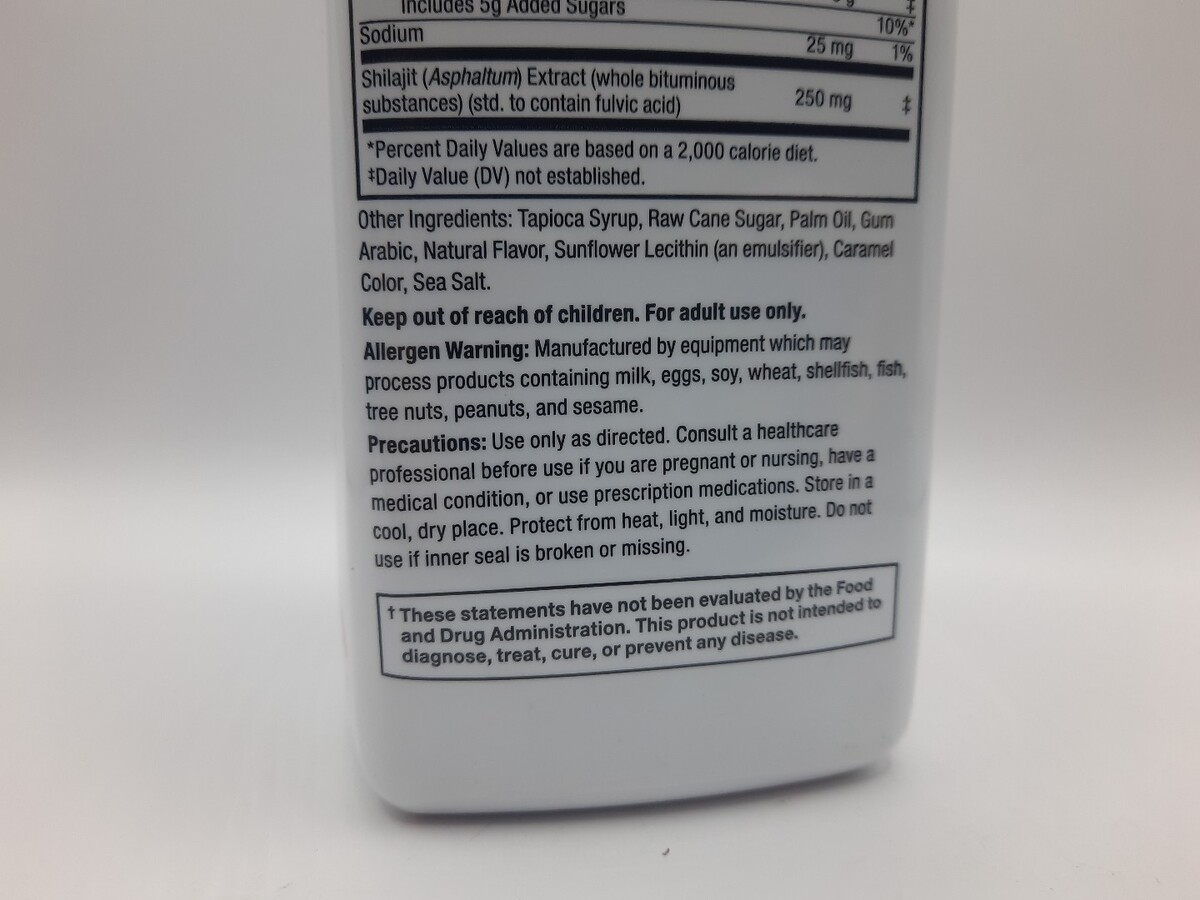 Includes 5g Added Sugars ‡
10%*
Sodium 25 mg 1%
Shilajit (Asphaltum) Extract (whole bituminous
substances) (std. to contain fulvic acid) 250 mg ‡
*Percent Daily Values are based on a 2,000 calorie diet.
‡Daily Value (DV) not established.
Other Ingredients: Tapioca Syrup, Raw Cane Sugar, Palm Oil, Gum
Arabic, Natural Flavor, Sunflower Lecithin (an emulsifier), Caramel
Color, Sea Salt.
Keep out of reach of children. For adult use only.
Allergen Warning: Manufactured by equipment which may
process products containing milk, eggs, soy, wheat, shellfish, fish,
tree nuts, peanuts, and sesame.
Precautions: Use only as directed. Consult a healthcare
professional before use if you are pregnant or nursing, have a
medical condition, or use prescription medications. Store in a
cool, dry place. Protect from heat, light, and moisture. Do not
use if inner seal is broken or missing.
† These statements have not been evaluated by the Food
and Drug Administration. This product is not intended to
diagnose, treat, cure, or prevent any disease.